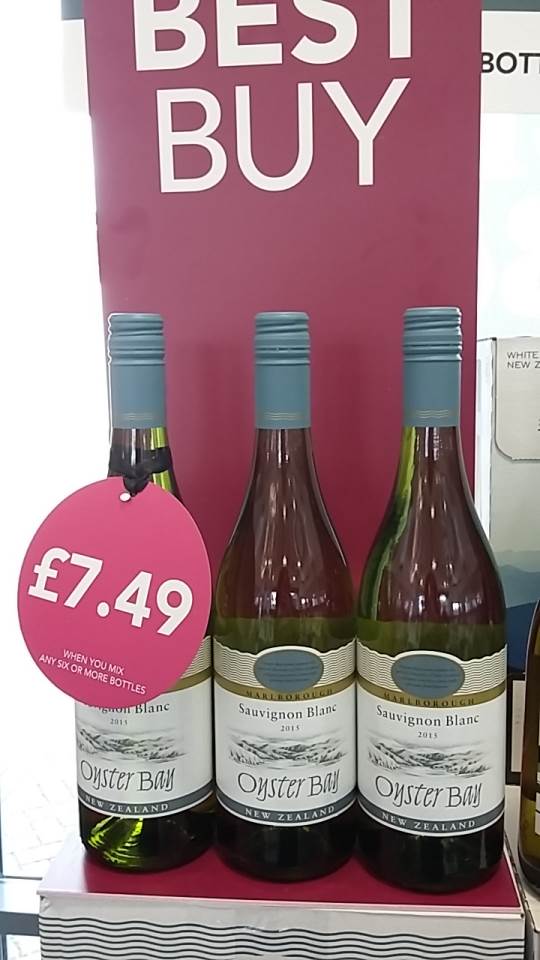 BEST
BUY
BOTT
WHITE
NEW Z
£7.49
WHEN YOU MIX
ANY SIX OR MORE BOTTLES
Blanc
2015
Oyster Bay
NEW ZEALAND
MARLBOROUGH
Sauvignon Blanc
2015
Oyster Bay
NEW ZEALAND
MARLBOROUGH
Sauvignon Blanc
2015
Oyster Bay
NEW ZEALAND